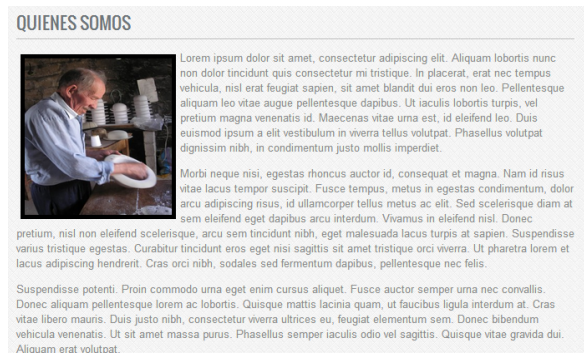 QUIENES SOMOS
Lorem ipsum dolor sit amet, consectetur adipiscing elit. Aliquam lobortis nunc
non dolor tincidunt quis consectetur mi tristique. In placerat, erat nec tempus
vehicula, nisl erat feugiat sapien, sit amet blandit dui eros non leo. Pellentesque
aliquam leo vitae augue pellentesque dapibus. Ut iaculis lobortis turpis, vel
pretium magna venenatis id. Maecenas vitae urna est, id eleifend leo. Duis
euismod ipsum a elit vestibulum in viverra tellus volutpat. Phasellus volutpat
dignissim nibh, in condimentum justo mollis imperdiet.
Morbi neque nisi, egestas rhoncus auctor id, consequat et magna. Nam id risus
vitae lacus tempor suscipit. Fusce tempus, metus in egestas condimentum, dolor
arcu adipiscing risus, id ullamcorper tellus metus ac elit. Sed scelerisque diam at
sem eleifend eget dapibus arcu interdum. Vivamus in eleifend nisl. Donec
pretium, nisl non eleifend scelerisque, arcu sem tincidunt nibh, eget malesuada lacus turpis at sapien. Suspendisse
varius tristique egestas. Curabitur tincidunt eros eget nisi sagittis sit amet tristique orci viverra. Ut pharetra lorem et
lacus adipiscing hendrerit. Cras orci nibh, sodales sed fermentum dapibus, pellentesque nec felis.
Suspendisse potenti. Proin commodo urna eget enim cursus aliquet. Fusce auctor semper urna nec convallis.
Donec aliquam pellentesque lorem ac lobortis. Quisque mattis lacinia quam, ut faucibus ligula interdum at. Cras
vitae libero mauris. Duis justo nibh, consectetur viverra ultrices eu, feugiat elementum sem. Donec bibendum
vehicula venenatis. Ut sit amet massa purus. Phasellus semper iaculis odio vel sagittis. Quisque vitae gravida dui.
Aliquam erat volutpat.